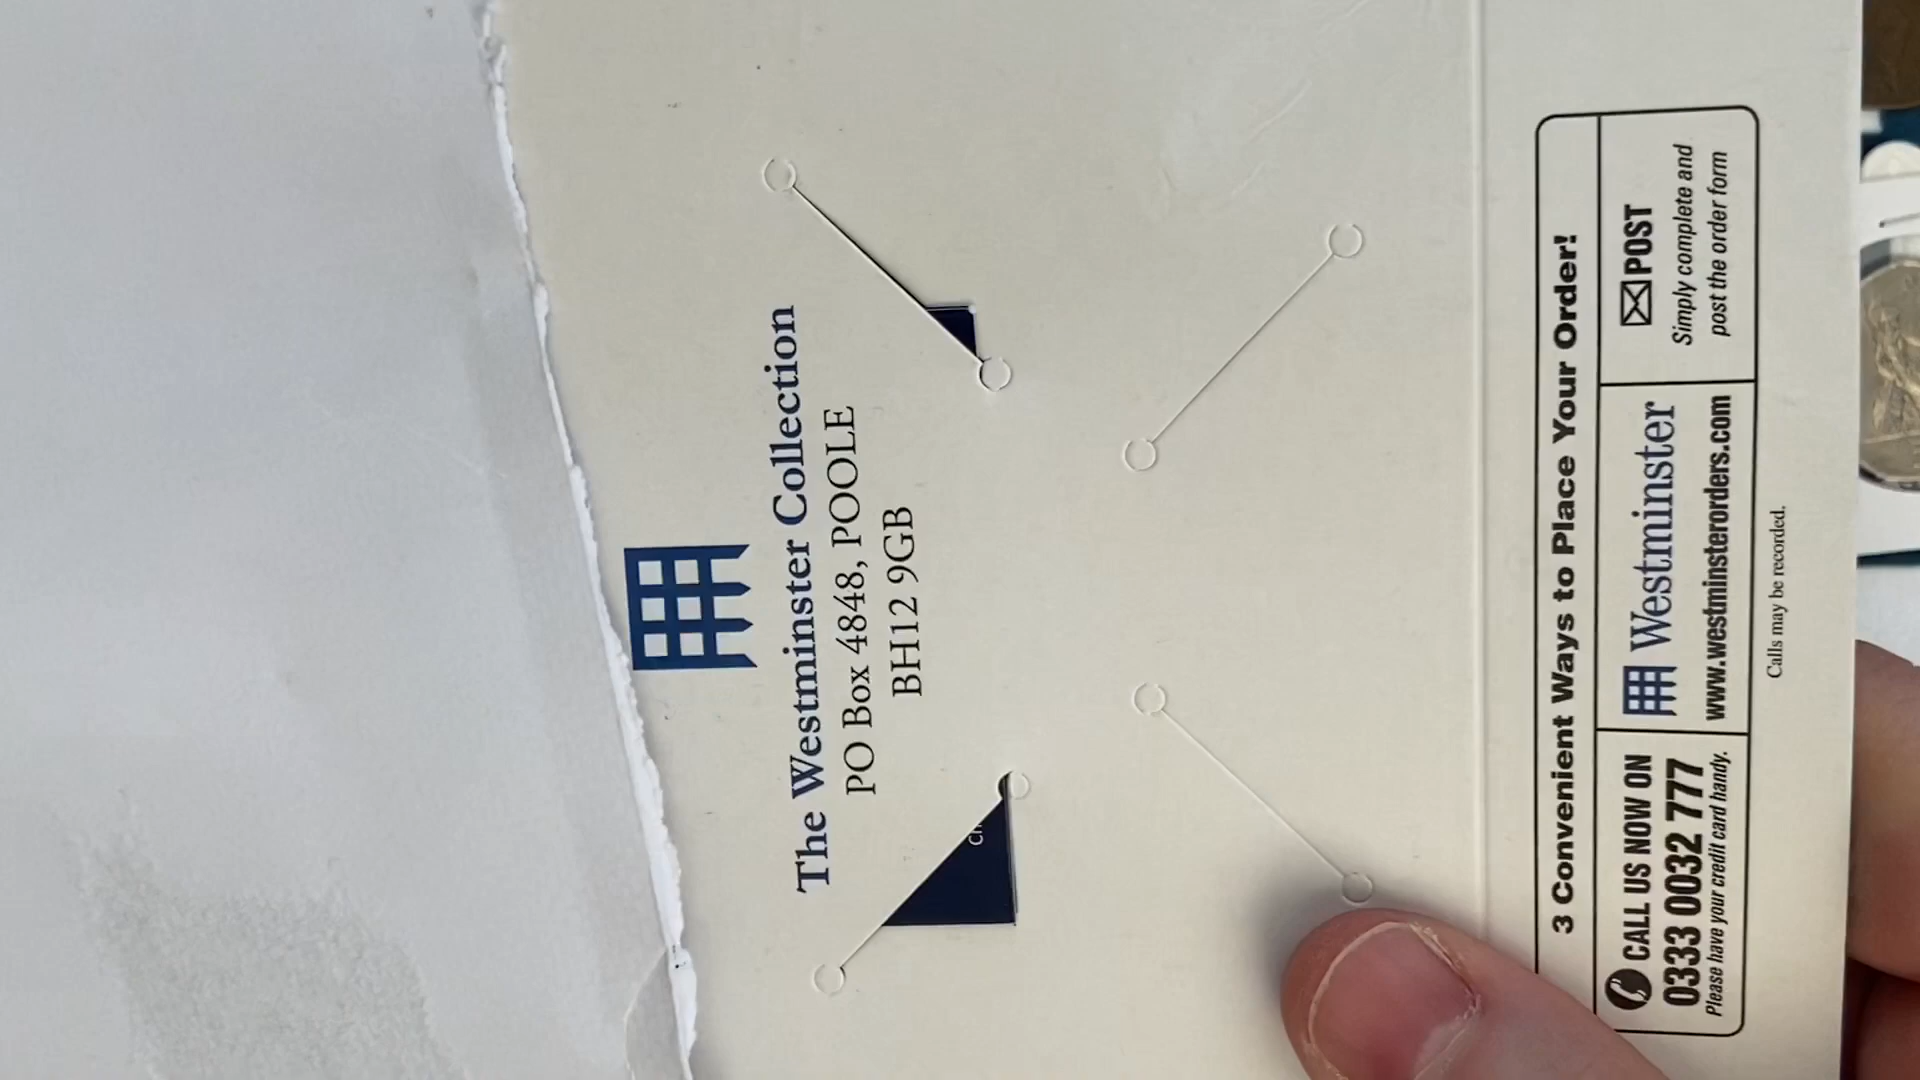 The Westminster Collection
PO Box 4848, POOLE
BH12 9GB
3 Convenient Ways to Place Your Order!
CALL US NOW ON
0333 0032 777
Please have your credit card handy.
Westminster
www.westminsterorders.com
POST
Simply complete and
post the order form
Calls may be recorded.